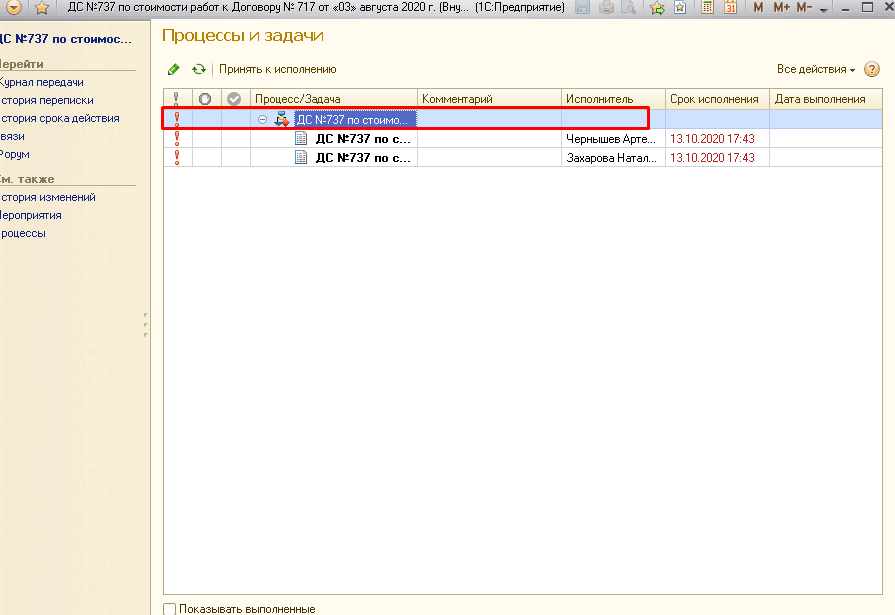 ДС №737 по стоимости работ к Договору № 717 от «03» августа 2020 г. (Вну... (1С:Предприятие)
31 M M+ M-
ДС №737 по стоимос...
Перейти
Журнал передачи
История переписки
История срока действия
Связи
Форум
См. также
История изменений
Мероприятия
Процессы
Процессы и задачи
Принять к исполнению
Все действия
?
Процесс/Задача Комментарий Исполнитель Срок исполнения Дата выполнения
ДС №737 по стоимо...
ДС №737 по с... Чернышев Арте... 13.10.2020 17:43
ДС №737 по с... Захарова Натал... 13.10.2020 17:43
Показывать выполненные